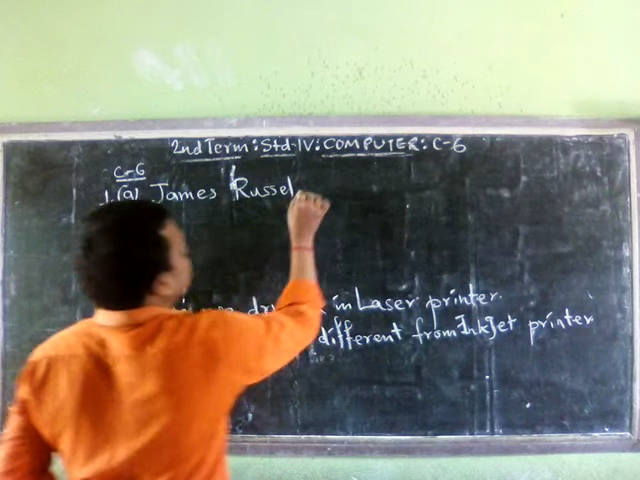 2nd Term: Std-IV: COMPUTER: C-6
C-6
1. (a) James Russel
in Laser printer.
different from InkJet printer